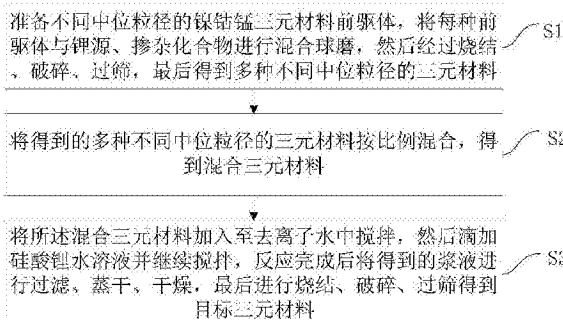 准备不同中位粒径的镍钴锰三元材料前驱体，将每种前
驱体与锂源、掺杂化合物进行混合球磨，然后经过烧结
、破碎、过筛，最后得到多种不同中位粒径的三元材料
S1
将得到的多种不同中位粒径的三元材料按比例混合，得
到混合三元材料
S2
将所述混合三元材料加入至去离子水中搅拌，然后滴加
硅酸锂水溶液并继续搅拌，反应完成后将得到的浆液进
行过滤、蒸干、干燥，最后进行烧结、破碎、过筛得到
目标三元材料
S3